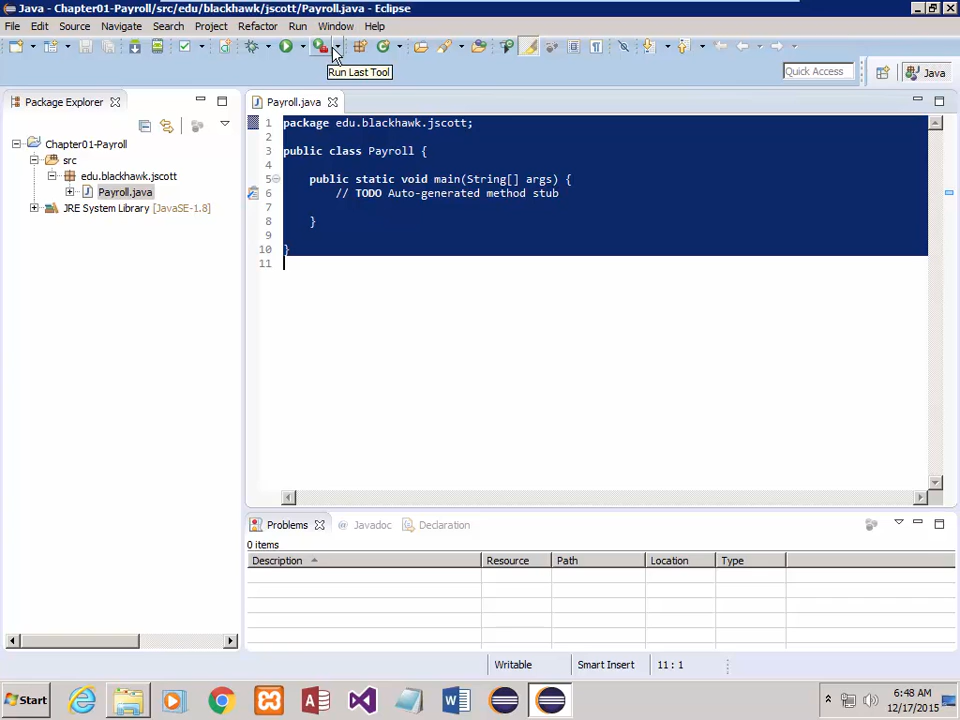 Java - Chapter01-Payroll/src/edu/blackhawk/jscott/Payroll.java - Eclipse
File Edit Source Refactor Navigate Search Project Refactor Run Window Help
Run Last Tool
Quick Access
Java
Package Explorer
Payroll.java
Chapter01-Payroll
src
edu.blackhawk.jscott
Payroll.java
JRE System Library [JavaSE-1.8]
1 package edu.blackhawk.jscott;
2
3 public class Payroll {
4
5 public static void main(String[] args) {
6 // TODO Auto-generated method stub
7
8 }
9
10 }
11
Problems @ Javadoc Declaration
0 items
Description Resource Path Location Type
Writable Smart Insert 11 : 1
Start
6:48 AM
12/17/2015